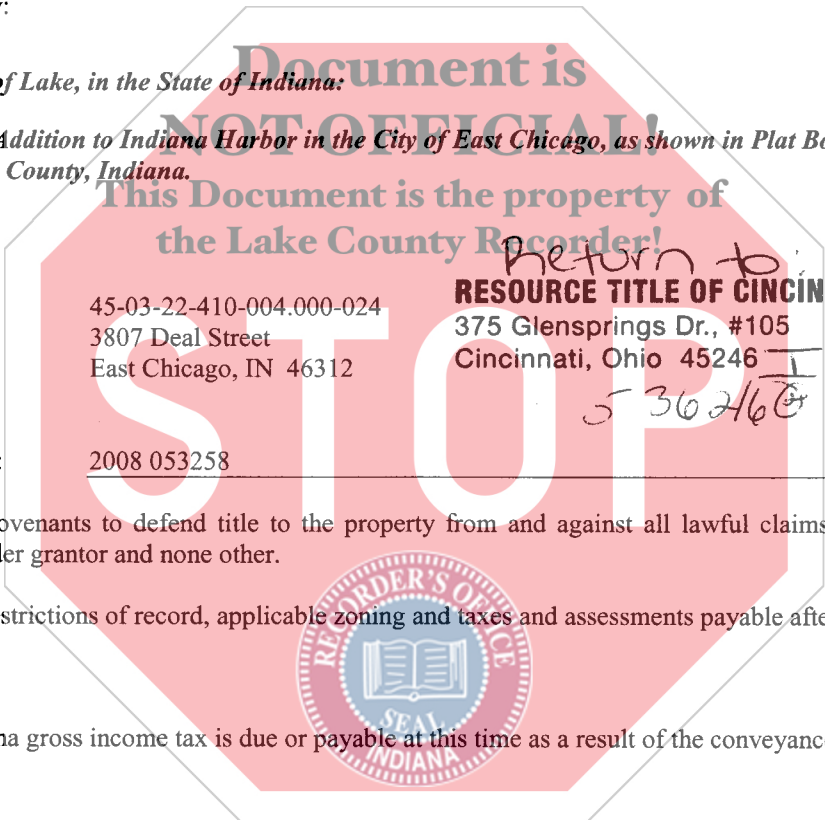 :
of Lake, in the State of Indiana:
Addition to Indiana Harbor in the City of East Chicago, as shown in Plat Bo
County, Indiana.
Document is
NOT OFFICIAL!
This Document is the property of
the Lake County Recorder!
Return to
RESOURCE TITLE OF CINCIN
375 Glensprings Dr., #105
Cincinnati, Ohio 45246
45-03-22-410-004.000-024
3807 Deal Street
East Chicago, IN 46312
: 2008 053258
STOP
ovenants to defend title to the property from and against all lawful claims
der grantor and none other.
strictions of record, applicable zoning and taxes and assessments payable afte
na gross income tax is due or payable at this time as a result of the conveyanc
RECORDER'S OFFICE
SEAL
INDIANA